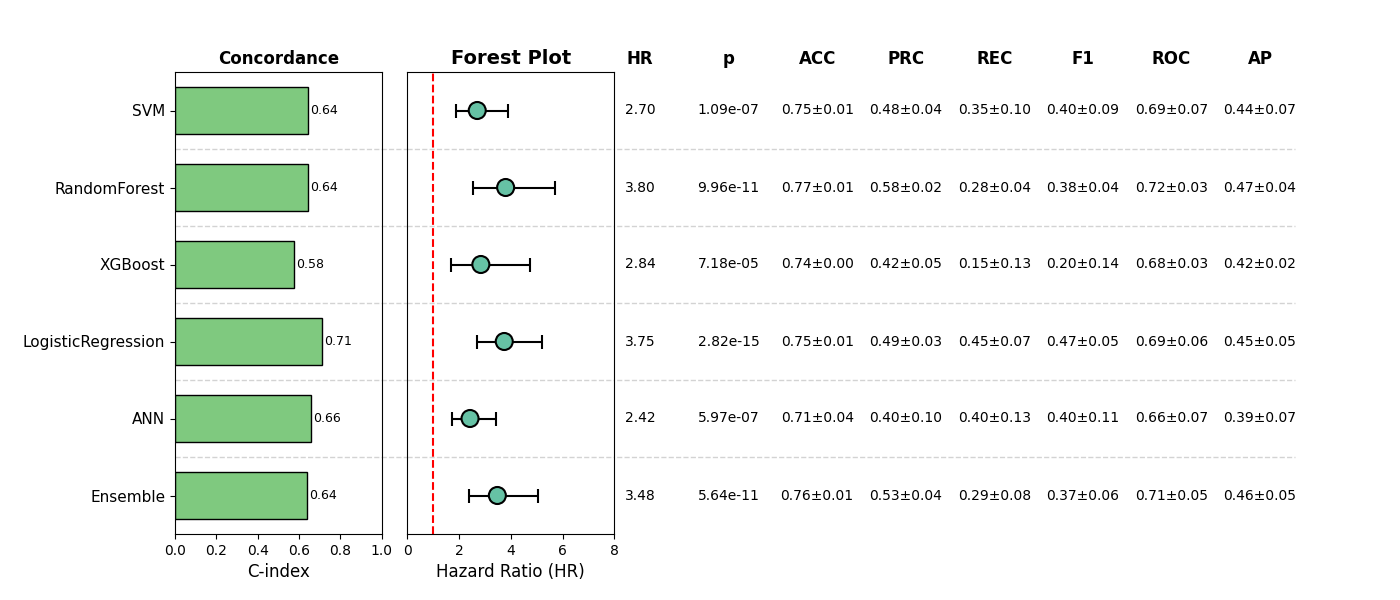 Concordance Forest Plot HR p ACC PRC REC F1 ROC AP
SVM 0.64 2.70 1.09e-07 0.75±0.01 0.48±0.04 0.35±0.10 0.40±0.09 0.69±0.07 0.44±0.07
RandomForest 0.64 3.80 9.96e-11 0.77±0.01 0.58±0.02 0.28±0.04 0.38±0.04 0.72±0.03 0.47±0.04
XGBoost 0.58 2.84 7.18e-05 0.74±0.00 0.42±0.05 0.15±0.13 0.20±0.14 0.68±0.03 0.42±0.02
LogisticRegression 0.71 3.75 2.82e-15 0.75±0.01 0.49±0.03 0.45±0.07 0.47±0.05 0.69±0.06 0.45±0.05
ANN 0.66 2.42 5.97e-07 0.71±0.04 0.40±0.10 0.40±0.13 0.40±0.11 0.66±0.07 0.39±0.07
Ensemble 0.64 3.48 5.64e-11 0.76±0.01 0.53±0.04 0.29±0.08 0.37±0.06 0.71±0.05 0.46±0.05
0.0 0.2 0.4 0.6 0.8 1.0 0 2 4 6 8
C-index Hazard Ratio (HR)